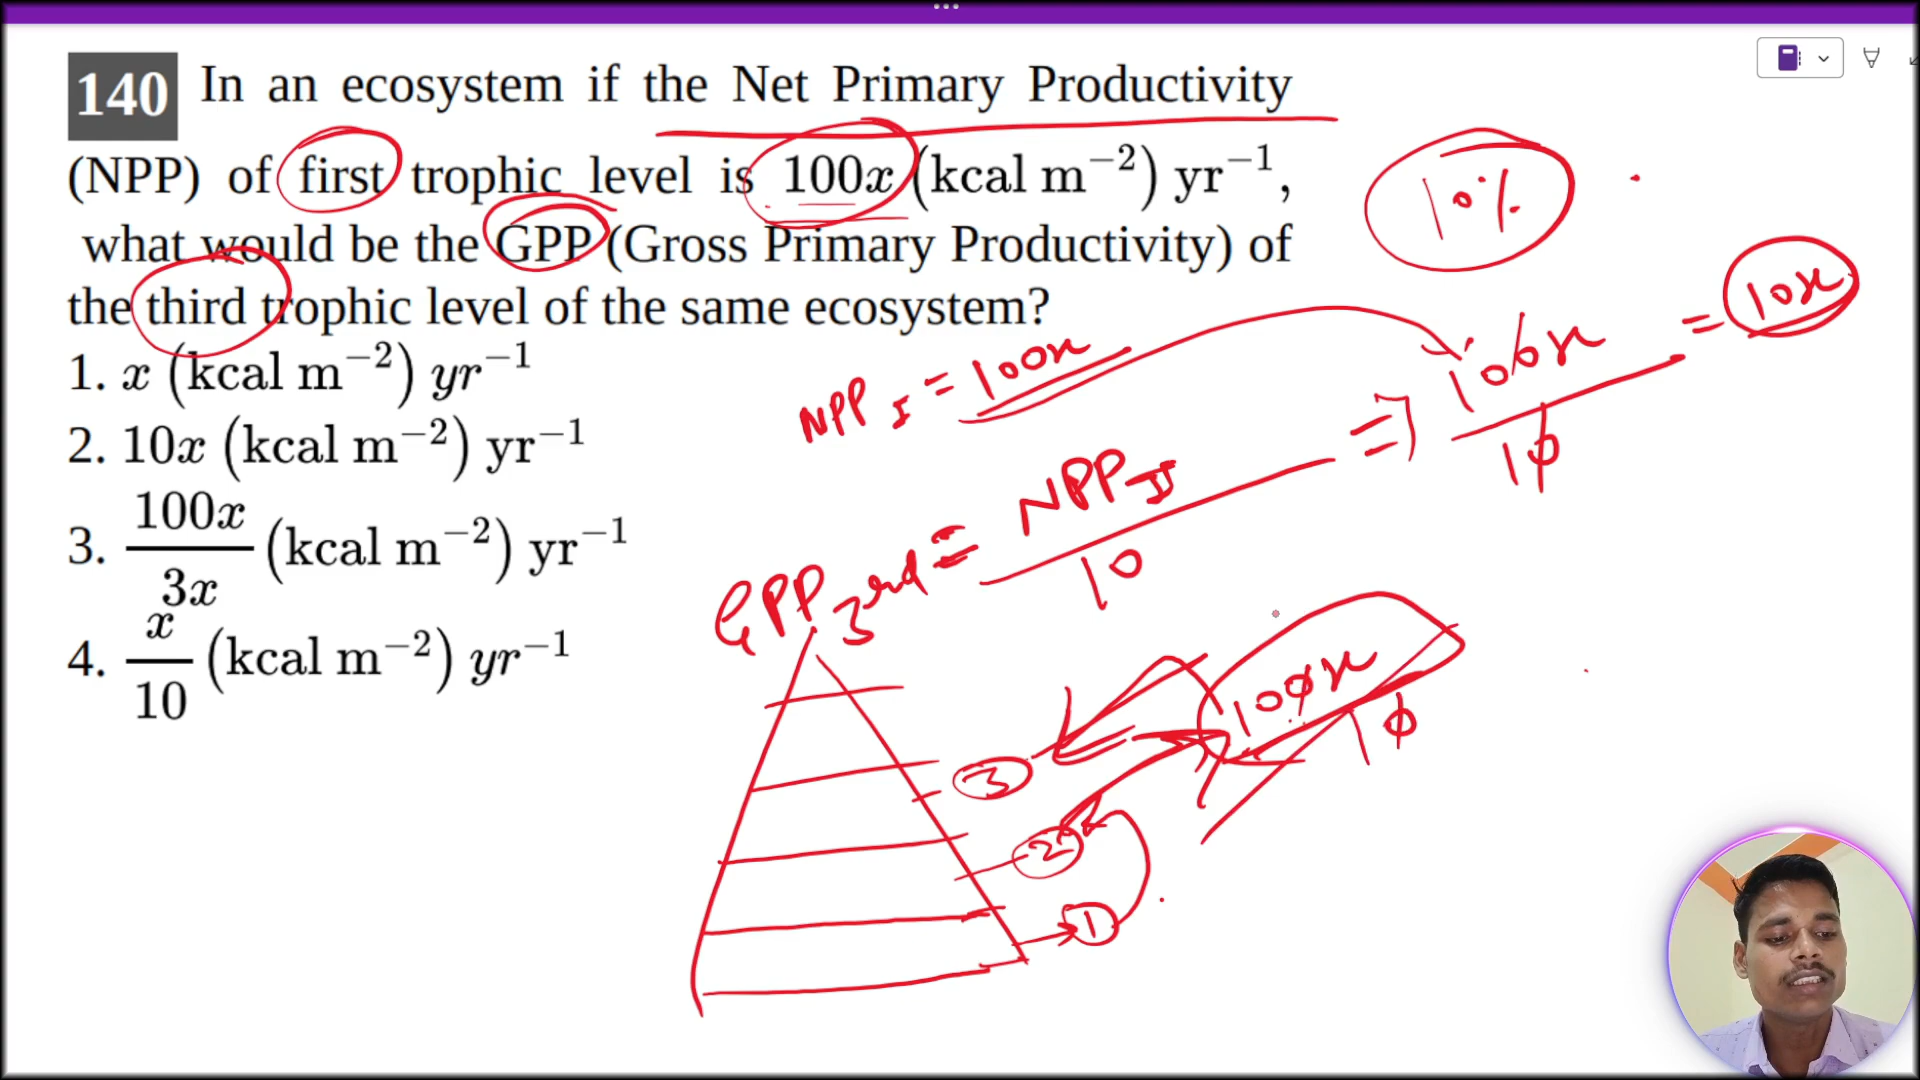 140 In an ecosystem if the Net Primary Productivity
(NPP) of first trophic level is 100x (kcal m⁻²) yr⁻¹,
what would be the GPP (Gross Primary Productivity) of
the third trophic level of the same ecosystem?
1. x (kcal m⁻²) yr⁻¹
2. 10x (kcal m⁻²) yr⁻¹
3. 100x/3x (kcal m⁻²) yr⁻¹
4. x/10 (kcal m⁻²) yr⁻¹
10%
NPP I = 100x
GPP 3rd = NPP II / 10 ⇒ 100x / 10 = 10x
100x / 10
3
2
1